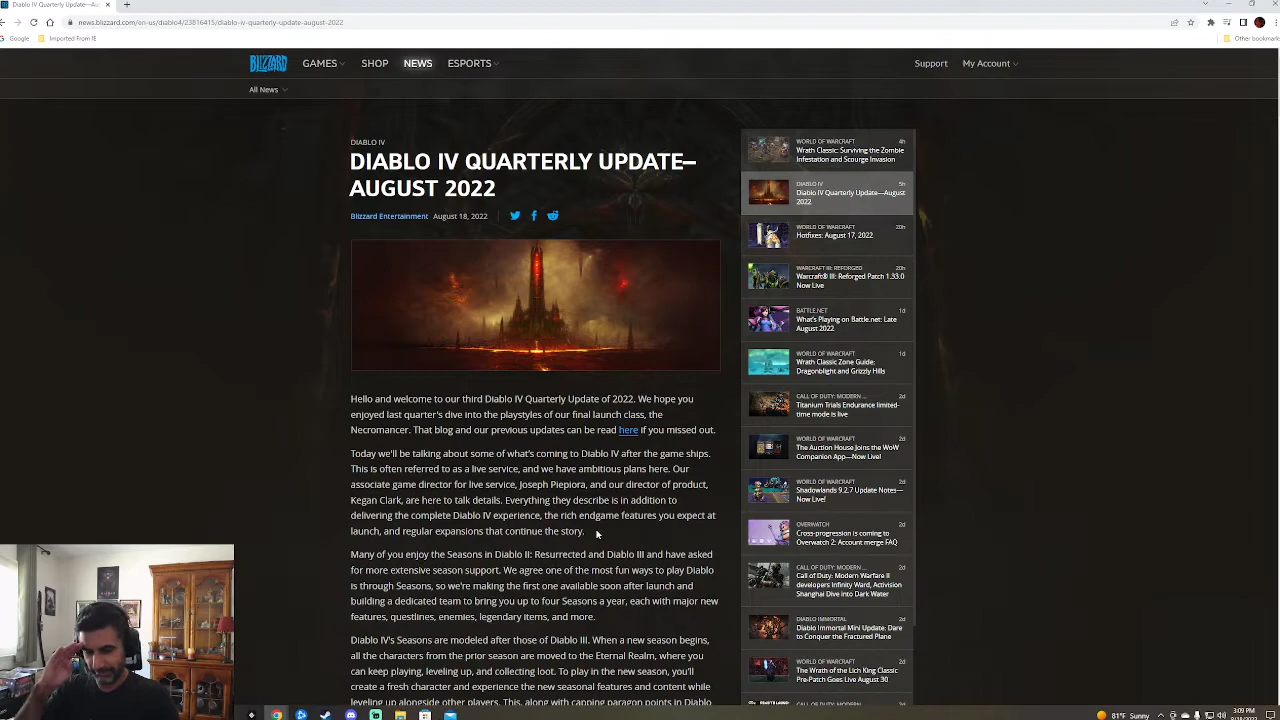 Diablo IV Quarterly Update—A
news.blizzard.com/en-us/diablo4/23816415/diablo-iv-quarterly-update-august-2022
Google
Imported From IE
Other bookmark
BLIZZARD
GAMES
SHOP
NEWS
ESPORTS
Support
My Account
All News
DIABLO IV
DIABLO IV QUARTERLY UPDATE—
AUGUST 2022
Blizzard Entertainment August 18, 2022
Hello and welcome to our third Diablo IV Quarterly Update of 2022. We hope you
enjoyed last quarter's dive into the playstyles of our final launch class, the
Necromancer. That blog and our previous updates can be read here if you missed out.
Today we'll be talking about some of what's coming to Diablo IV after the game ships.
This is often referred to as a live service, and we have ambitious plans here. Our
associate game director for live service, Joseph Piepiora, and our director of product,
Kegan Clark, are here to talk details. Everything they describe is in addition to
delivering the complete Diablo IV experience, the rich endgame features you expect at
launch, and regular expansions that continue the story.
Many of you enjoy the Seasons in Diablo II: Resurrected and Diablo III and have asked
for more extensive season support. We agree one of the most fun ways to play Diablo
is through Seasons, so we're making the first one available soon after launch and
building a dedicated team to bring you up to four Seasons a year, each with major new
features, questlines, enemies, legendary items, and more.
Diablo IV's Seasons are modeled after those of Diablo III. When a new season begins,
all the characters from the prior season are moved to the Eternal Realm, where you
can keep playing, leveling up, and collecting loot. To play in the new season, you'll
create a fresh character and experience the new seasonal features and content while
leveling up alongside other players. This, along with capping paragon points in Diablo
WORLD OF WARCRAFT 4h
Wrath Classic: Surviving the Zombie
Infestation and Scourge Invasion
DIABLO IV 5h
Diablo IV Quarterly Update—August
2022
WORLD OF WARCRAFT 20h
Hotfixes: August 17, 2022
WARCRAFT III: REFORGED 20h
Warcraft® III: Reforged Patch 1.33.0
Now Live
BATTLE.NET 1d
What's Playing on Battle.net: Late
August 2022
WORLD OF WARCRAFT 1d
Wrath Classic Zone Guide:
Dragonblight and Grizzly Hills
CALL OF DUTY: MODERN ... 2d
Titanium Trials Endurance limited-
time mode is live
WORLD OF WARCRAFT 2d
The Auction House Joins the WoW
Companion App—Now Live!
WORLD OF WARCRAFT 2d
Shadowlands 9.2.7 Update Notes—
Now Live!
OVERWATCH 2d
Cross-progression is coming to
Overwatch 2: Account merge FAQ
CALL OF DUTY: MODERN ... 2d
Call of Duty: Modern Warfare II
developers Infinity Ward, Activision
Shanghai Dive into Dark Water
DIABLO IMMORTAL 2d
Diablo Immortal Mini Update: Dare
to Conquer the Fractured Plane
WORLD OF WARCRAFT 2d
The Wrath of the Lich King Classic
Pre-Patch Goes Live August 30
CALL OF DUTY: MODERN ... 2d
81°F Sunny
3:09 PM